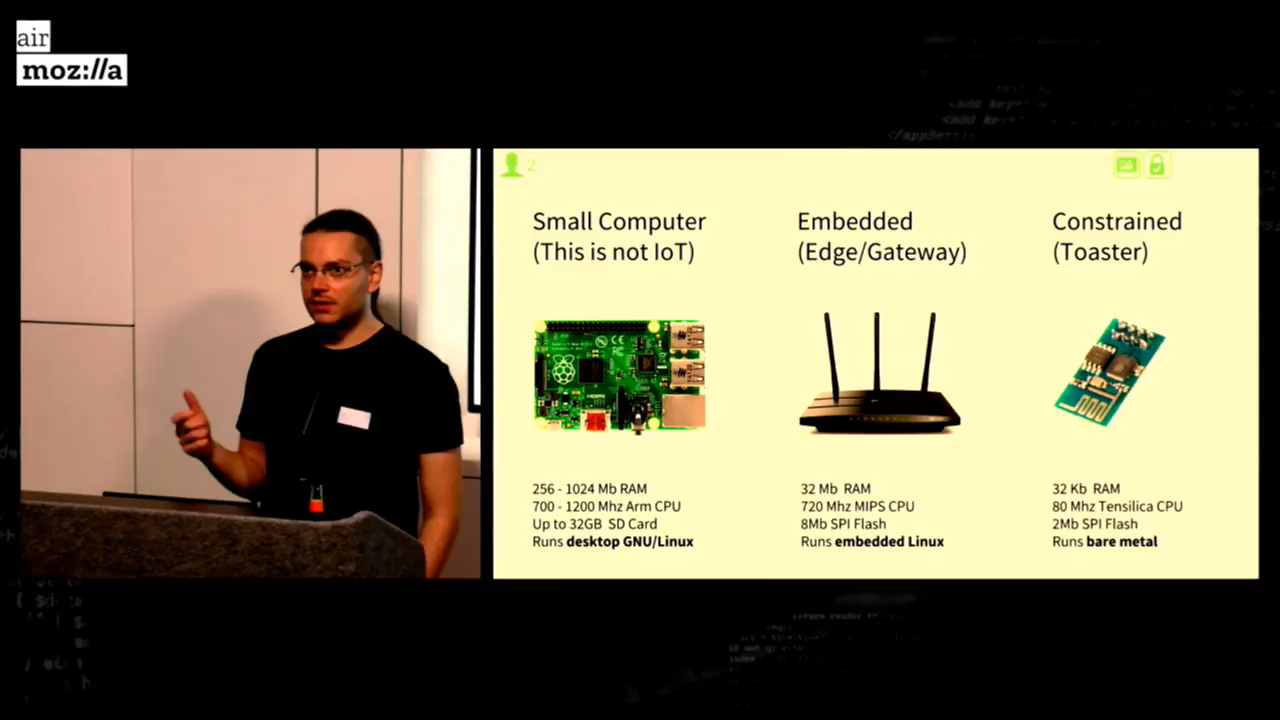 air
moz://a
2
Small Computer
(This is not IoT)
Embedded
(Edge/Gateway)
Constrained
(Toaster)
HDMI
256 - 1024 Mb RAM
700 - 1200 Mhz Arm CPU
Up to 32GB SD Card
Runs desktop GNU/Linux
32 Mb RAM
720 Mhz MIPS CPU
8Mb SPI Flash
Runs embedded Linux
32 Kb RAM
80 Mhz Tensilica CPU
2Mb SPI Flash
Runs bare metal